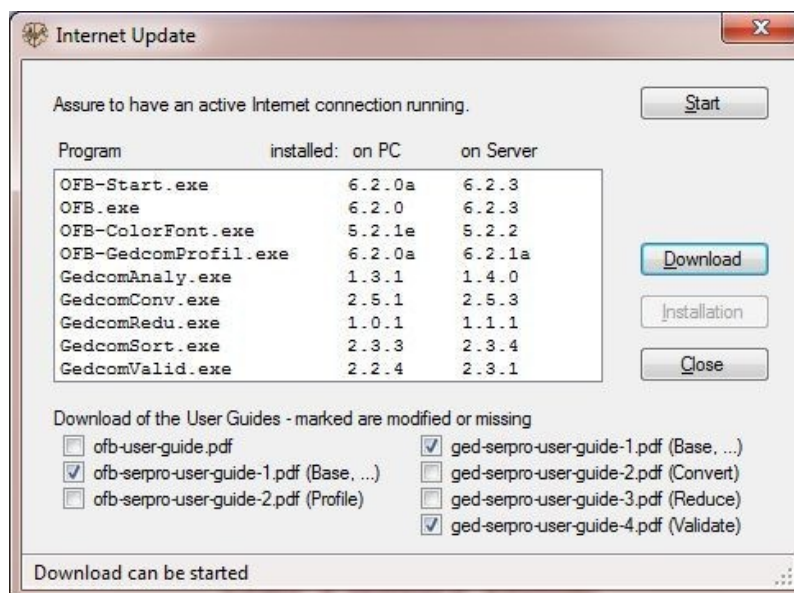 Internet Update
Assure to have an active Internet connection running.
Start
Program installed: on PC on Server
OFB-Start.exe 6.2.0a 6.2.3
OFB.exe 6.2.0 6.2.3
OFB-ColorFont.exe 5.2.1e 5.2.2
OFB-GedcomProfil.exe 6.2.0a 6.2.1a
GedcomAnaly.exe 1.3.1 1.4.0
GedcomConv.exe 2.5.1 2.5.3
GedcomRedu.exe 1.0.1 1.1.1
GedcomSort.exe 2.3.3 2.3.4
GedcomValid.exe 2.2.4 2.3.1
Download
Installation
Close
Download of the User Guides - marked are modified or missing
ofb-user-guide.pdf
ofb-serpro-user-guide-1.pdf (Base, ...)
ofb-serpro-user-guide-2.pdf (Profile)
ged-serpro-user-guide-1.pdf (Base, ...)
ged-serpro-user-guide-2.pdf (Convert)
ged-serpro-user-guide-3.pdf (Reduce)
ged-serpro-user-guide-4.pdf (Validate)
Download can be started